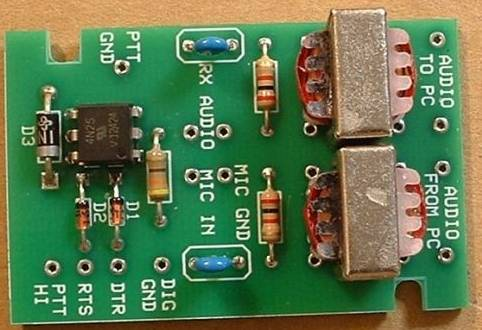 PTT
GND
RX AUDIO
AUDIO
TO PC
D3
4N25
MIC IN
MIC GND
AUDIO
FROM PC
D2
D1
PTT
HI
RTS
DTR
DIG
GND